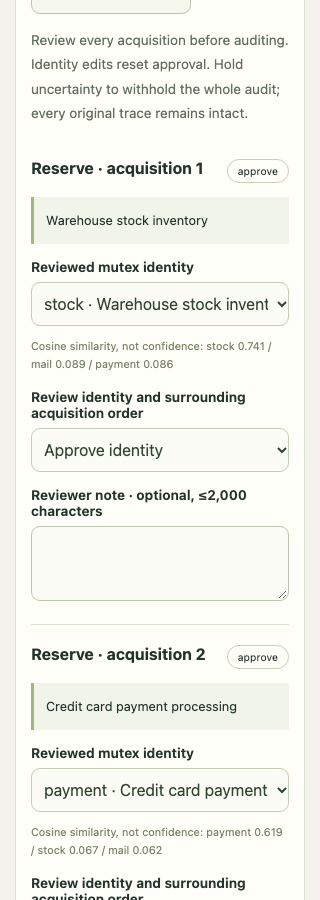 Review every acquisition before auditing.
Identity edits reset approval. Hold
uncertainty to withhold the whole audit;
every original trace remains intact.
Reserve · acquisition 1
approve
Warehouse stock inventory
Reviewed mutex identity
stock · Warehouse stock invent
Cosine similarity, not confidence: stock 0.741 /
mail 0.089 / payment 0.086
Review identity and surrounding
acquisition order
Approve identity
Reviewer note · optional, ≤2,000
characters
Reserve · acquisition 2
approve
Credit card payment processing
Reviewed mutex identity
payment · Credit card payment
Cosine similarity, not confidence: payment 0.619
/ stock 0.067 / mail 0.062
Review identity and surrounding
acquisition order